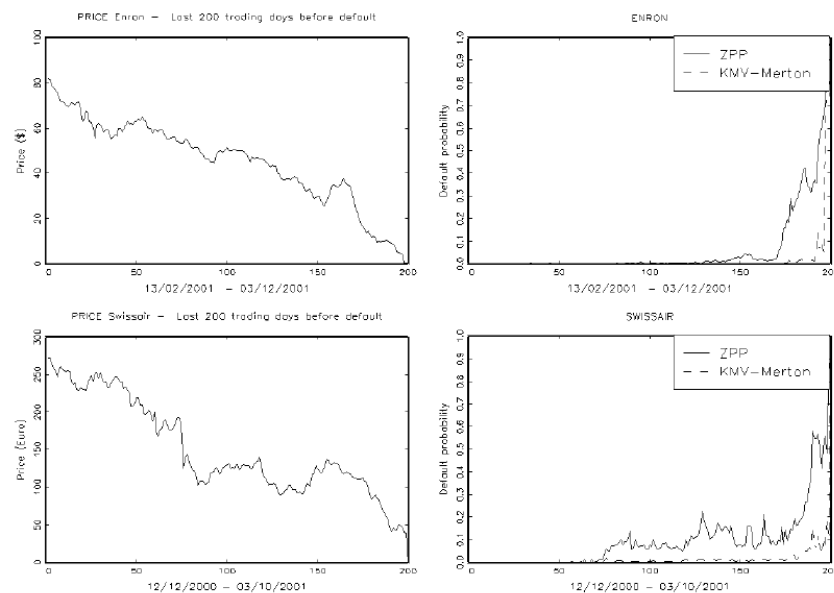 PRICE Enron - Last 200 trading days before default
Price ($)
100
80
60
40
20
0
0 50 100 150 200
13/02/2001 - 03/12/2001
ENRON
ZPP
KMV-Merton
Default probability
1.0
0.9
0.8
0.7
0.6
0.5
0.4
0.3
0.2
0.1
0.0
0 50 100 150 200
13/02/2001 - 03/12/2001
PRICE Swissair - Last 200 trading days before default
Price (Euro)
300
250
200
150
100
50
0
0 50 100 150 200
12/12/2000 - 03/10/2001
SWISSAIR
ZPP
KMV-Merton
Default probability
1.0
0.9
0.8
0.7
0.6
0.5
0.4
0.3
0.2
0.1
0.0
0 50 100 150 200
12/12/2000 - 03/10/2001